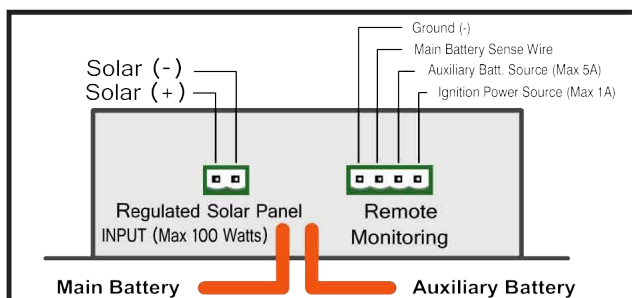 Ground (-)
Main Battery Sense Wire
Auxiliary Batt. Source (Max 5A)
Ignition Power Source (Max 1A)
Solar (-)
Solar (+)
Regulated Solar Panel
INPUT (Max 100 Watts)
Remote
Monitoring
Main Battery
Auxiliary Battery